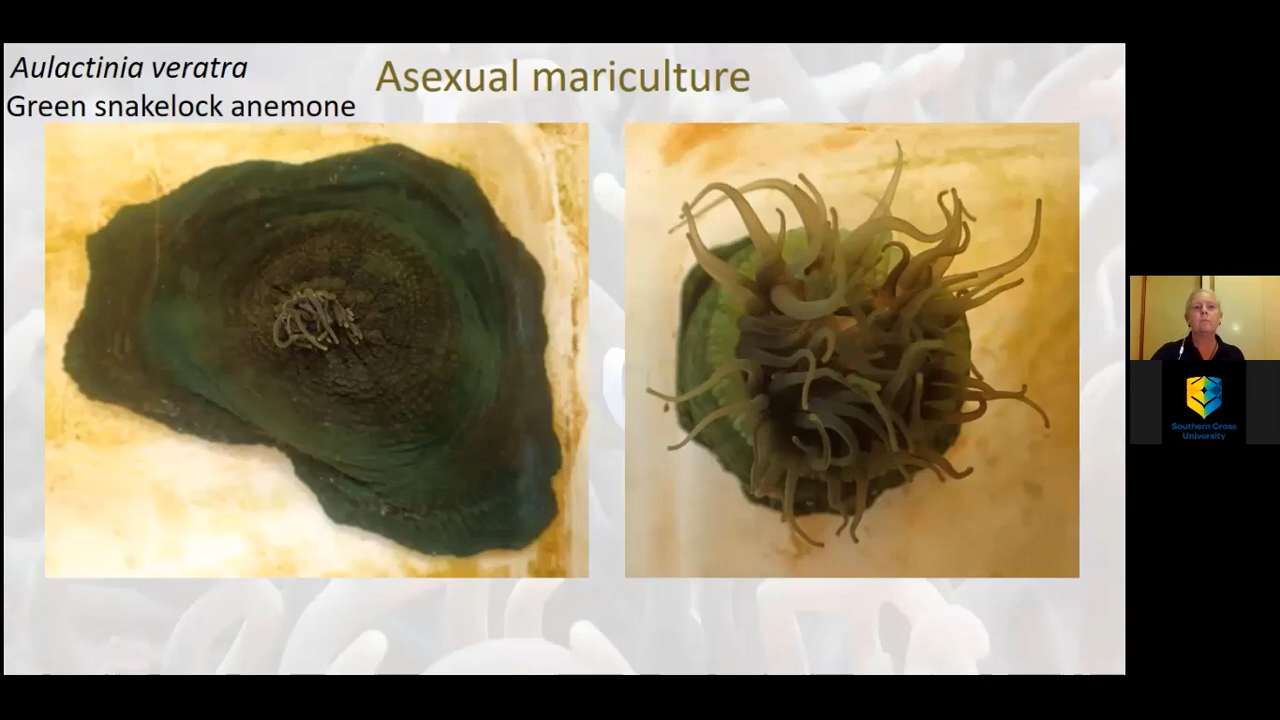 Aulactinia veratra
Green snakelock anemone
Asexual mariculture
Southern Cross
University